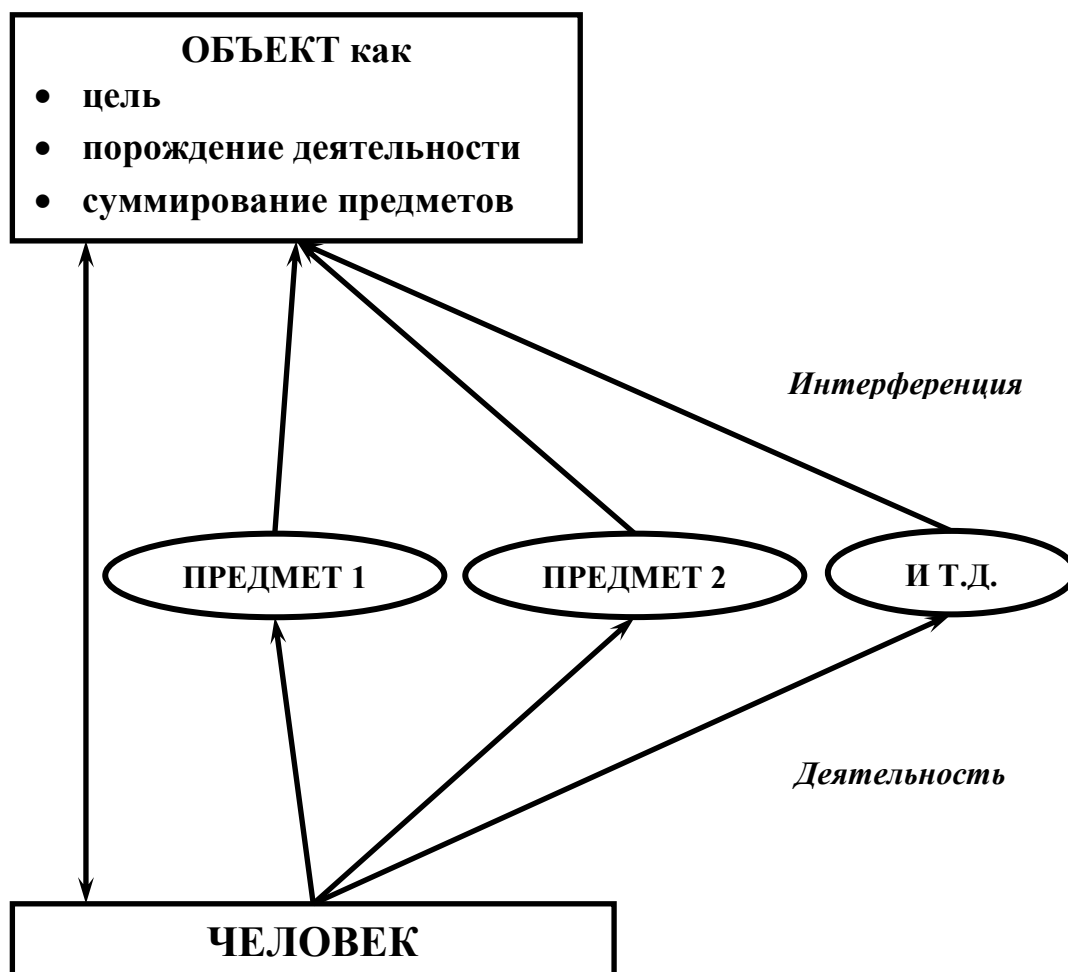 ОБЪЕКТ как
• цель
• порождение деятельности
• суммирование предметов
Интерференция
ПРЕДМЕТ 1
ПРЕДМЕТ 2
И Т.Д.
Деятельность
ЧЕЛОВЕК